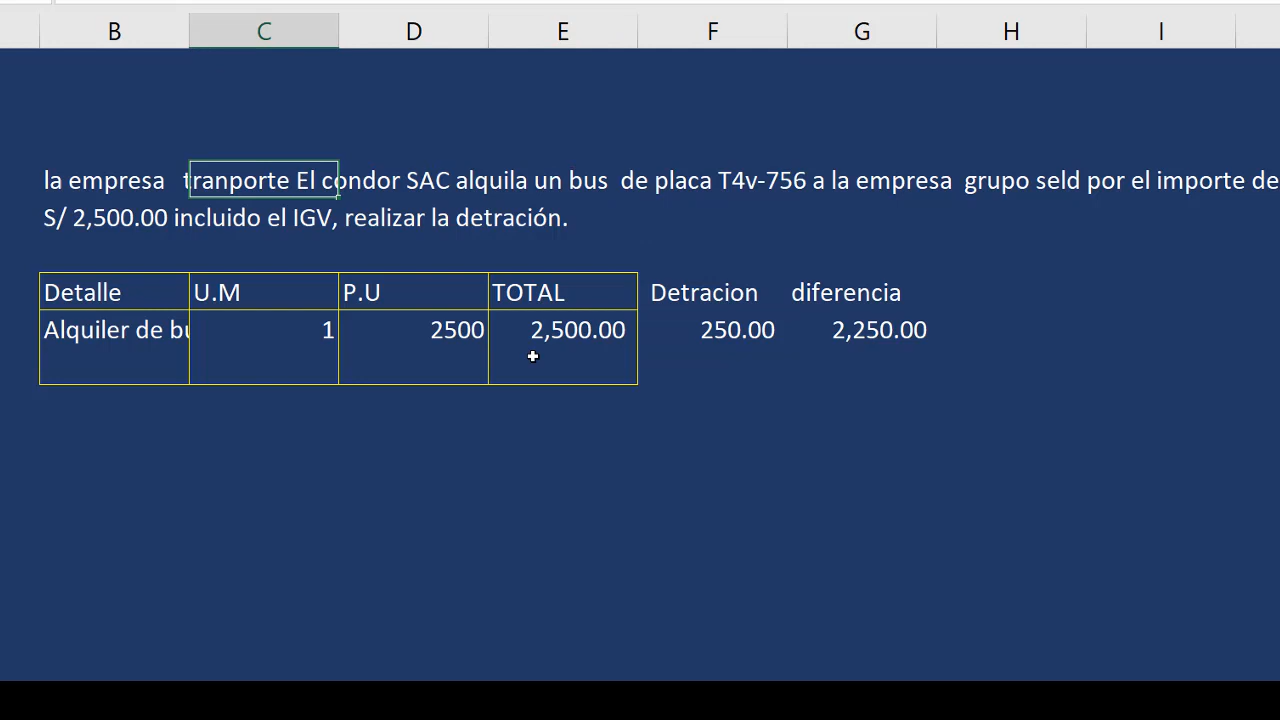 B C D E F G H I
la empresa tranporte El condor SAC alquila un bus de placa T4v-756 a la empresa grupo seld por el importe de
S/ 2,500.00 incluido el IGV, realizar la detración.
Detalle U.M P.U TOTAL Detracion diferencia
Alquiler de bu 1 2500 2,500.00 250.00 2,250.00